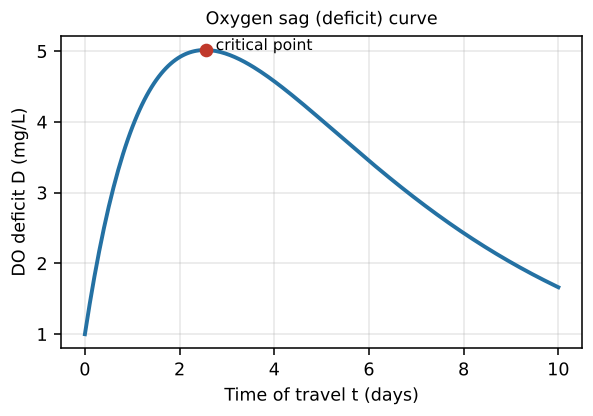 Oxygen sag (deficit) curve
critical point
DO deficit D (mg/L)
5
4
3
2
1
0 2 4 6 8 10
Time of travel t (days)